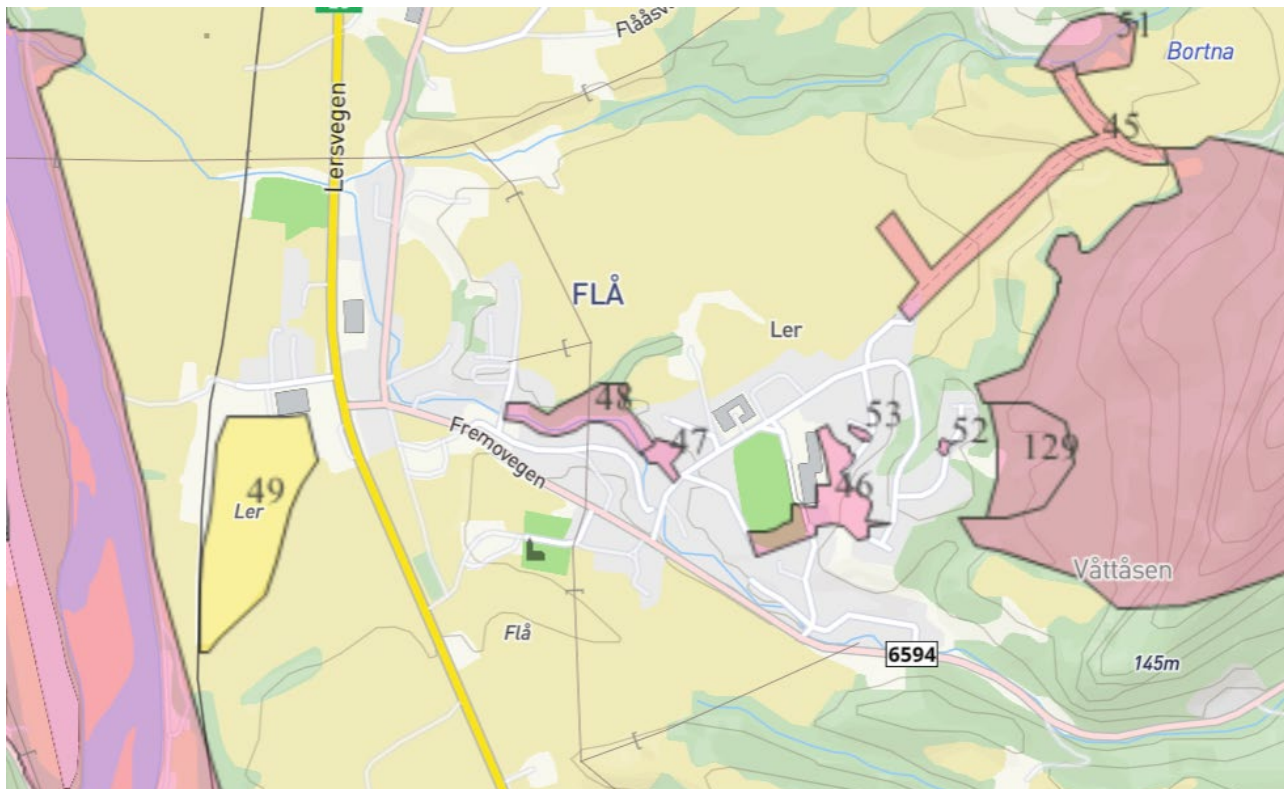 Flååsv
51
Bortna
45
Lersvegen
FLÅ
Ler
48
53
52
47
Fremovegen
129
46
49
Ler
Våttåsen
Flå
6594
145m